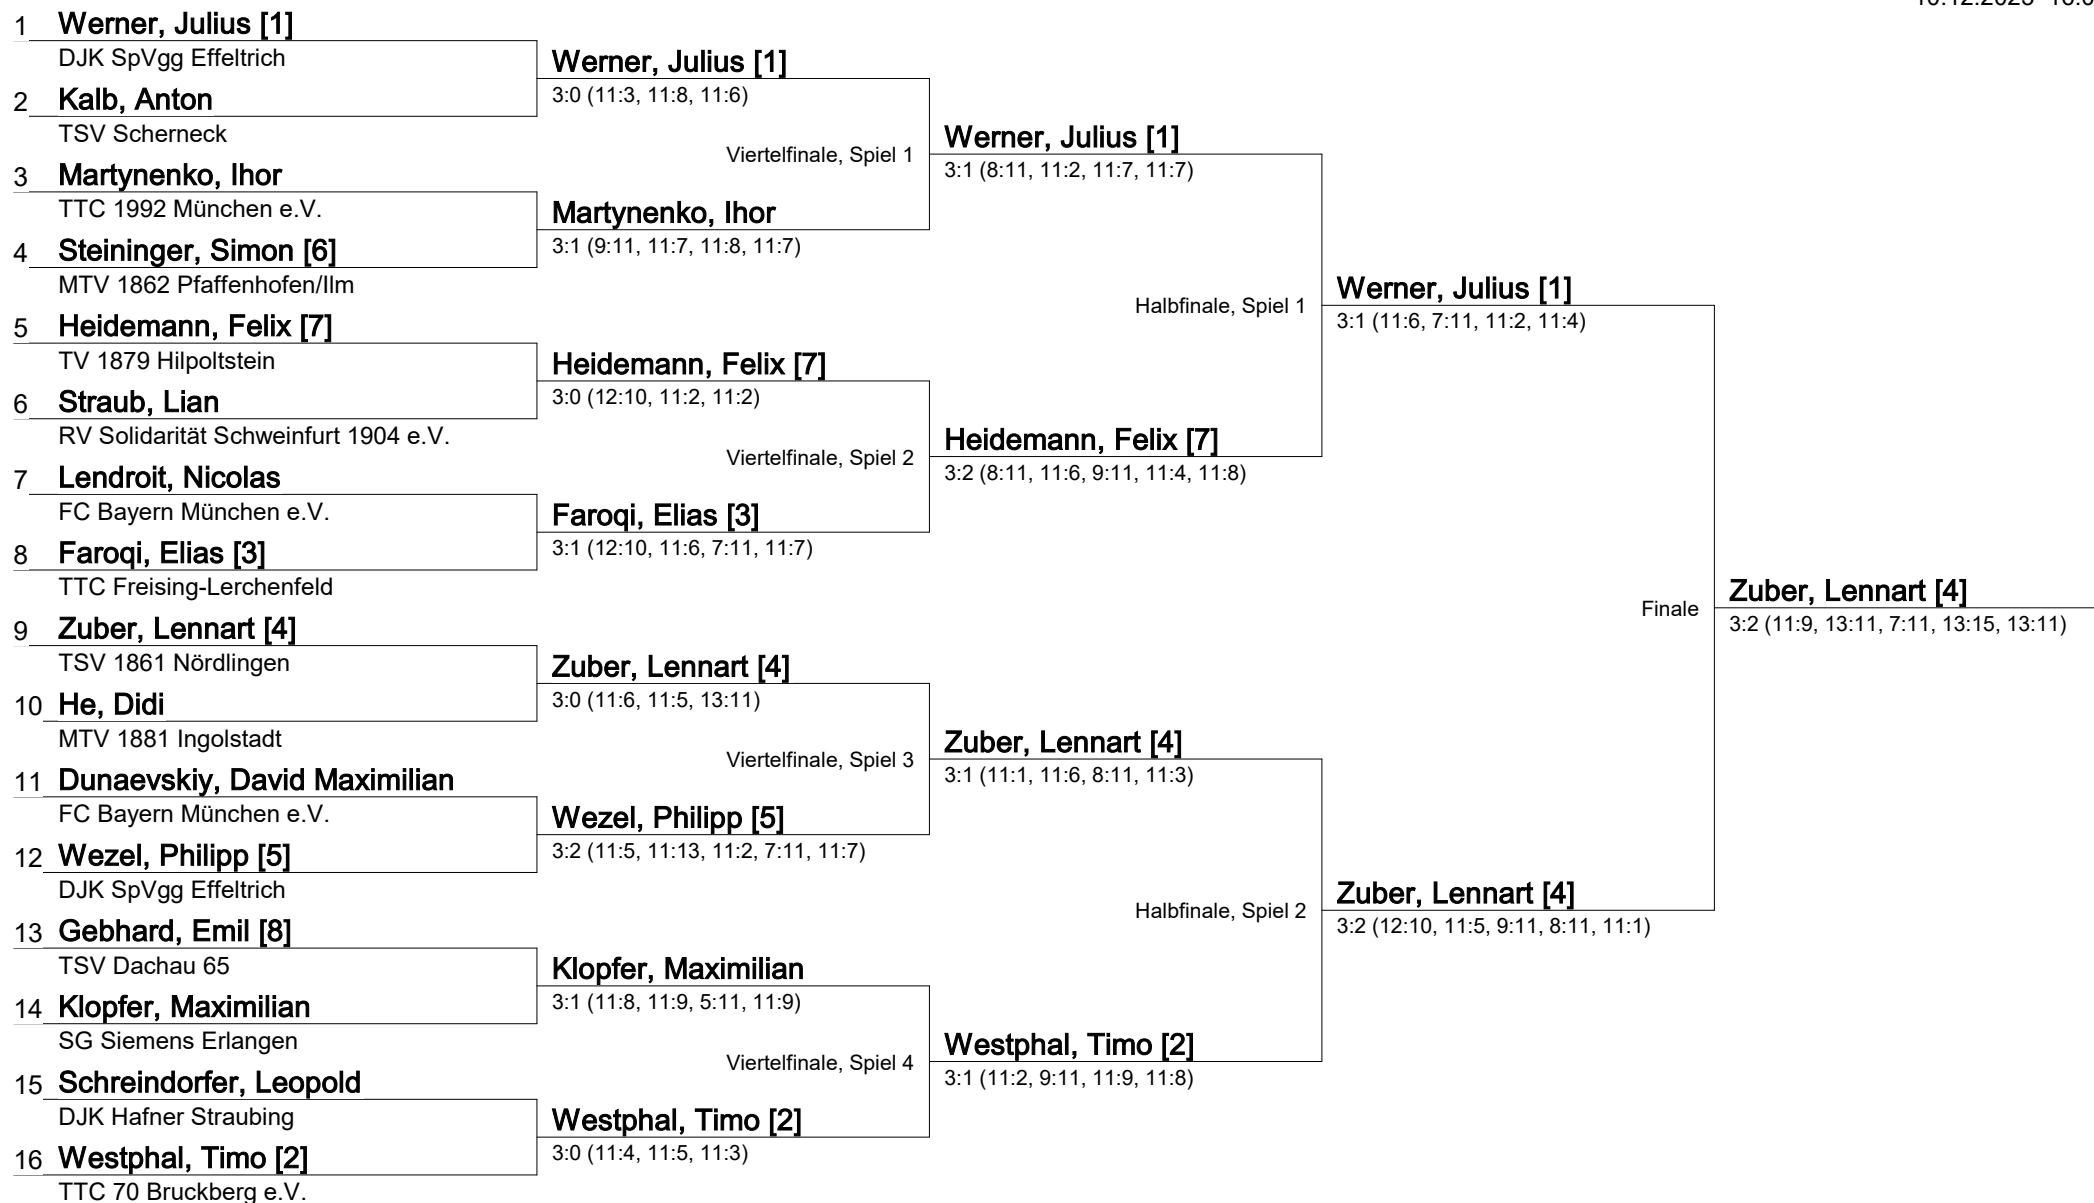 1 Werner, Julius [1]
DJK SpVgg Effeltrich
Werner, Julius [1]
2 Kalb, Anton
3:0 (11:3, 11:8, 11:6)
TSV Scherneck
Werner, Julius [1]
Viertelfinale, Spiel 1
3 Martynenko, Ihor
3:1 (8:11, 11:2, 11:7, 11:7)
TTC 1992 München e.V.
Martynenko, Ihor
4 Steininger, Simon [6]
3:1 (9:11, 11:7, 11:8, 11:7)
MTV 1862 Pfaffenhofen/Ilm
Werner, Julius [1]
Halbfinale, Spiel 1
5 Heidemann, Felix [7]
3:1 (11:6, 7:11, 11:2, 11:4)
TV 1879 Hilpoltstein
Heidemann, Felix [7]
6 Straub, Lian
3:0 (12:10, 11:2, 11:2)
RV Solidarität Schweinfurt 1904 e.V.
Heidemann, Felix [7]
Viertelfinale, Spiel 2
7 Lendroit, Nicolas
3:2 (8:11, 11:6, 9:11, 11:4, 11:8)
FC Bayern München e.V.
Faroqi, Elias [3]
8 Faroqi, Elias [3]
3:1 (12:10, 11:6, 7:11, 11:7)
TTC Freising-Lerchenfeld
Zuber, Lennart [4]
Finale
9 Zuber, Lennart [4]
3:2 (11:9, 13:11, 7:11, 13:15, 13:11)
TSV 1861 Nördlingen
Zuber, Lennart [4]
10 He, Didi
3:0 (11:6, 11:5, 13:11)
MTV 1881 Ingolstadt
Zuber, Lennart [4]
Viertelfinale, Spiel 3
11 Dunaevskiy, David Maximilian
3:1 (11:1, 11:6, 8:11, 11:3)
FC Bayern München e.V.
Wezel, Philipp [5]
12 Wezel, Philipp [5]
3:2 (11:5, 11:13, 11:2, 7:11, 11:7)
DJK SpVgg Effeltrich
Zuber, Lennart [4]
Halbfinale, Spiel 2
13 Gebhard, Emil [8]
3:2 (12:10, 11:5, 9:11, 8:11, 11:1)
TSV Dachau 65
Klopfer, Maximilian
14 Klopfer, Maximilian
3:1 (11:8, 11:9, 5:11, 11:9)
SG Siemens Erlangen
Westphal, Timo [2]
Viertelfinale, Spiel 4
15 Schreindorfer, Leopold
3:1 (11:2, 9:11, 11:9, 11:8)
DJK Hafner Straubing
Westphal, Timo [2]
16 Westphal, Timo [2]
3:0 (11:4, 11:5, 11:3)
TTC 70 Bruckberg e.V.